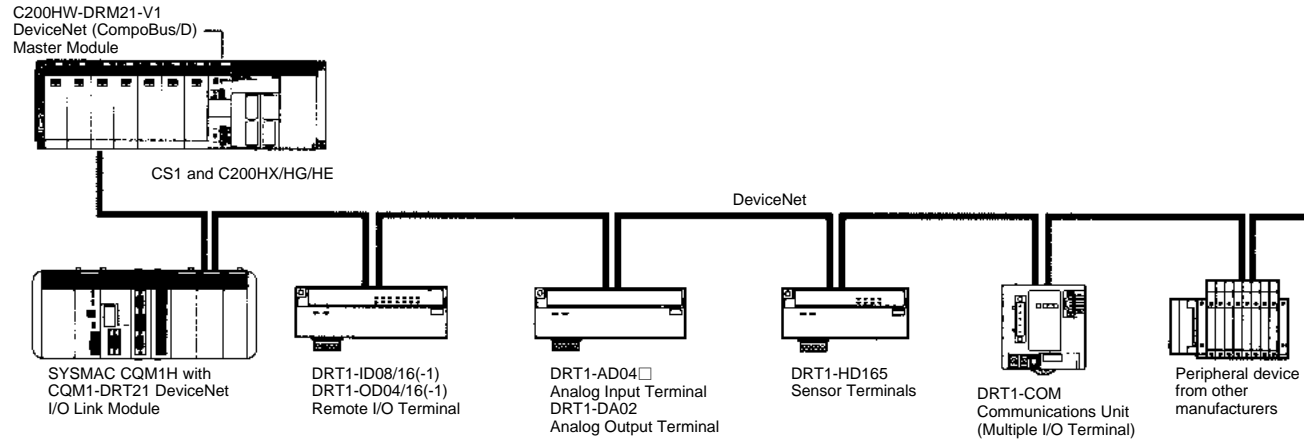 C200HW-DRM21-V1
DeviceNet (CompoBus/D)
Master Module
CS1 and C200HX/HG/HE
DeviceNet
SYSMAC CQM1H with
CQM1-DRT21 DeviceNet
I/O Link Module
DRT1-ID08/16(-1)
DRT1-OD04/16(-1)
Remote I/O Terminal
DRT1-AD04□
Analog Input Terminal
DRT1-DA02
Analog Output Terminal
DRT1-HD165
Sensor Terminals
DRT1-COM
Communications Unit
(Multiple I/O Terminal)
Peripheral device
from other
manufacturers